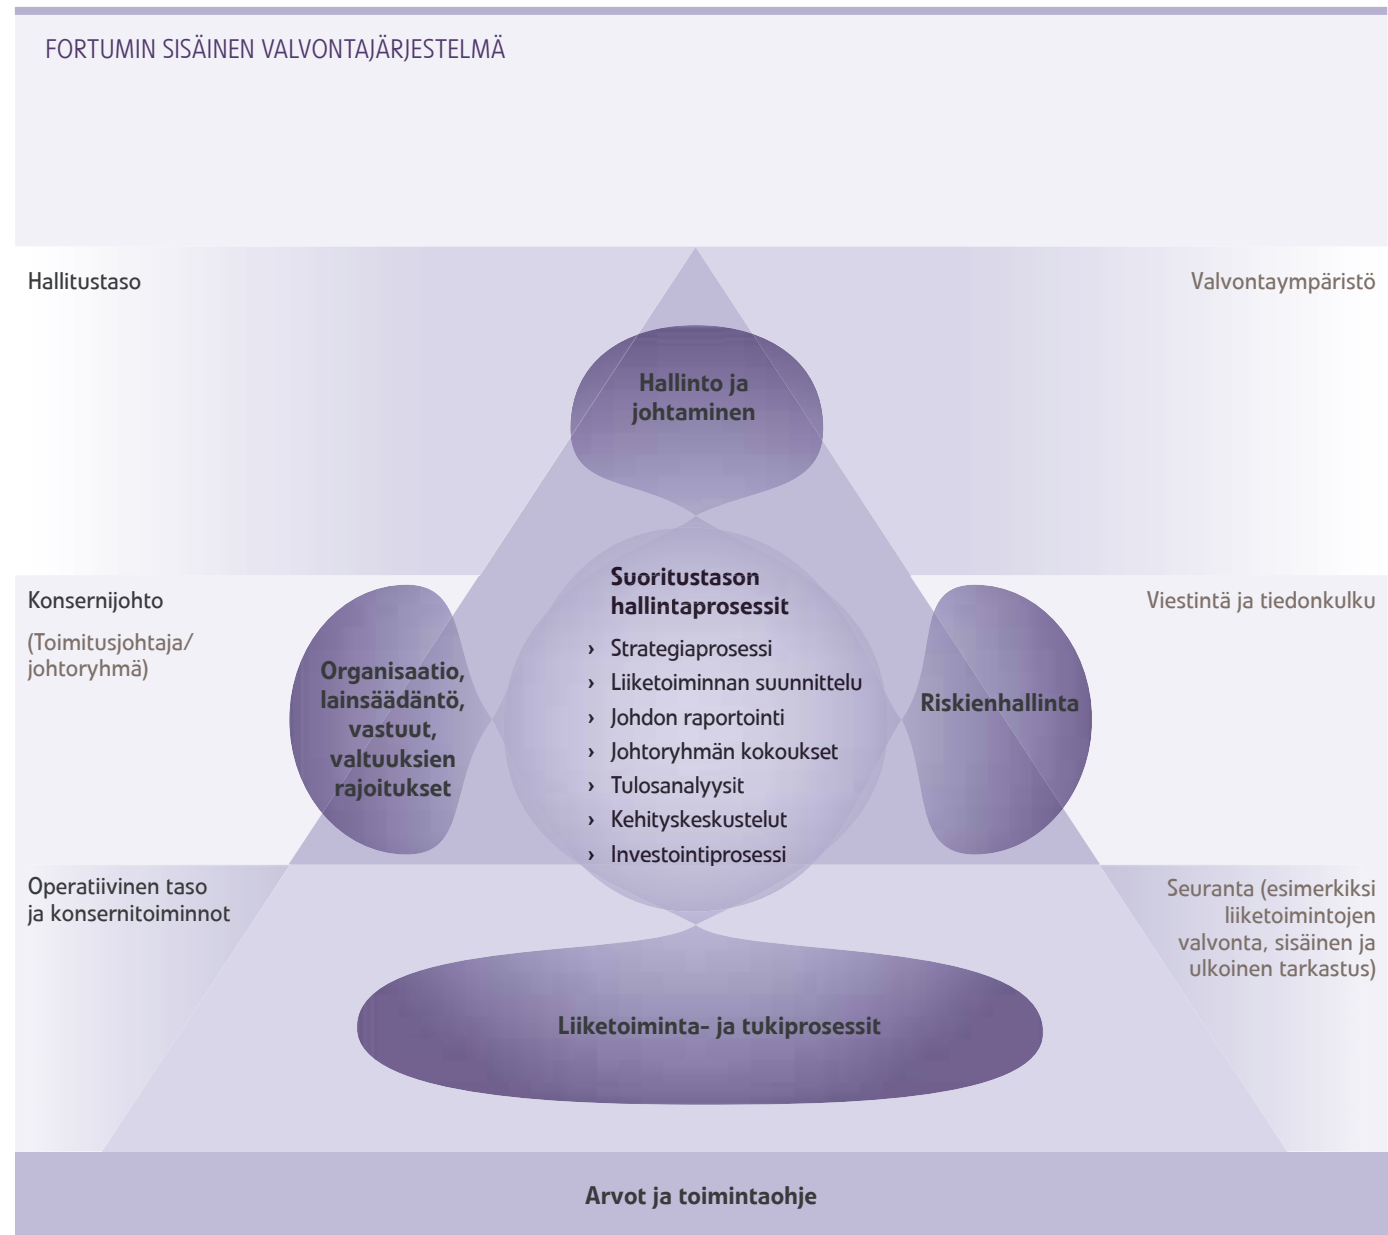 FORTUMIN SISÄINEN VALVONTAJÄRJESTELMÄ
Hallitustaso
Valvontaympäristö
Hallinto ja
johtaminen
Konsernijohto
(Toimitusjohtaja/
johtoryhmä)
Viestintä ja tiedonkulku
Organisaatio,
lainsäädäntö,
vastuut,
valtuuksien
rajoitukset
Suoritustason
hallintaprosessit
› Strategiaprosessi
› Liiketoiminnan suunnittelu
› Johdon raportointi
› Johtoryhmän kokoukset
› Tulosanalyysit
› Kehityskeskustelut
› Investointiprosessi
Riskienhallinta
Operatiivinen taso
ja konsernitoiminnot
Seuranta (esimerkiksi
liiketoimintojen
valvonta, sisäinen ja
ulkoinen tarkastus)
Liiketoiminta- ja tukiprosessit
Arvot ja toimintaohje